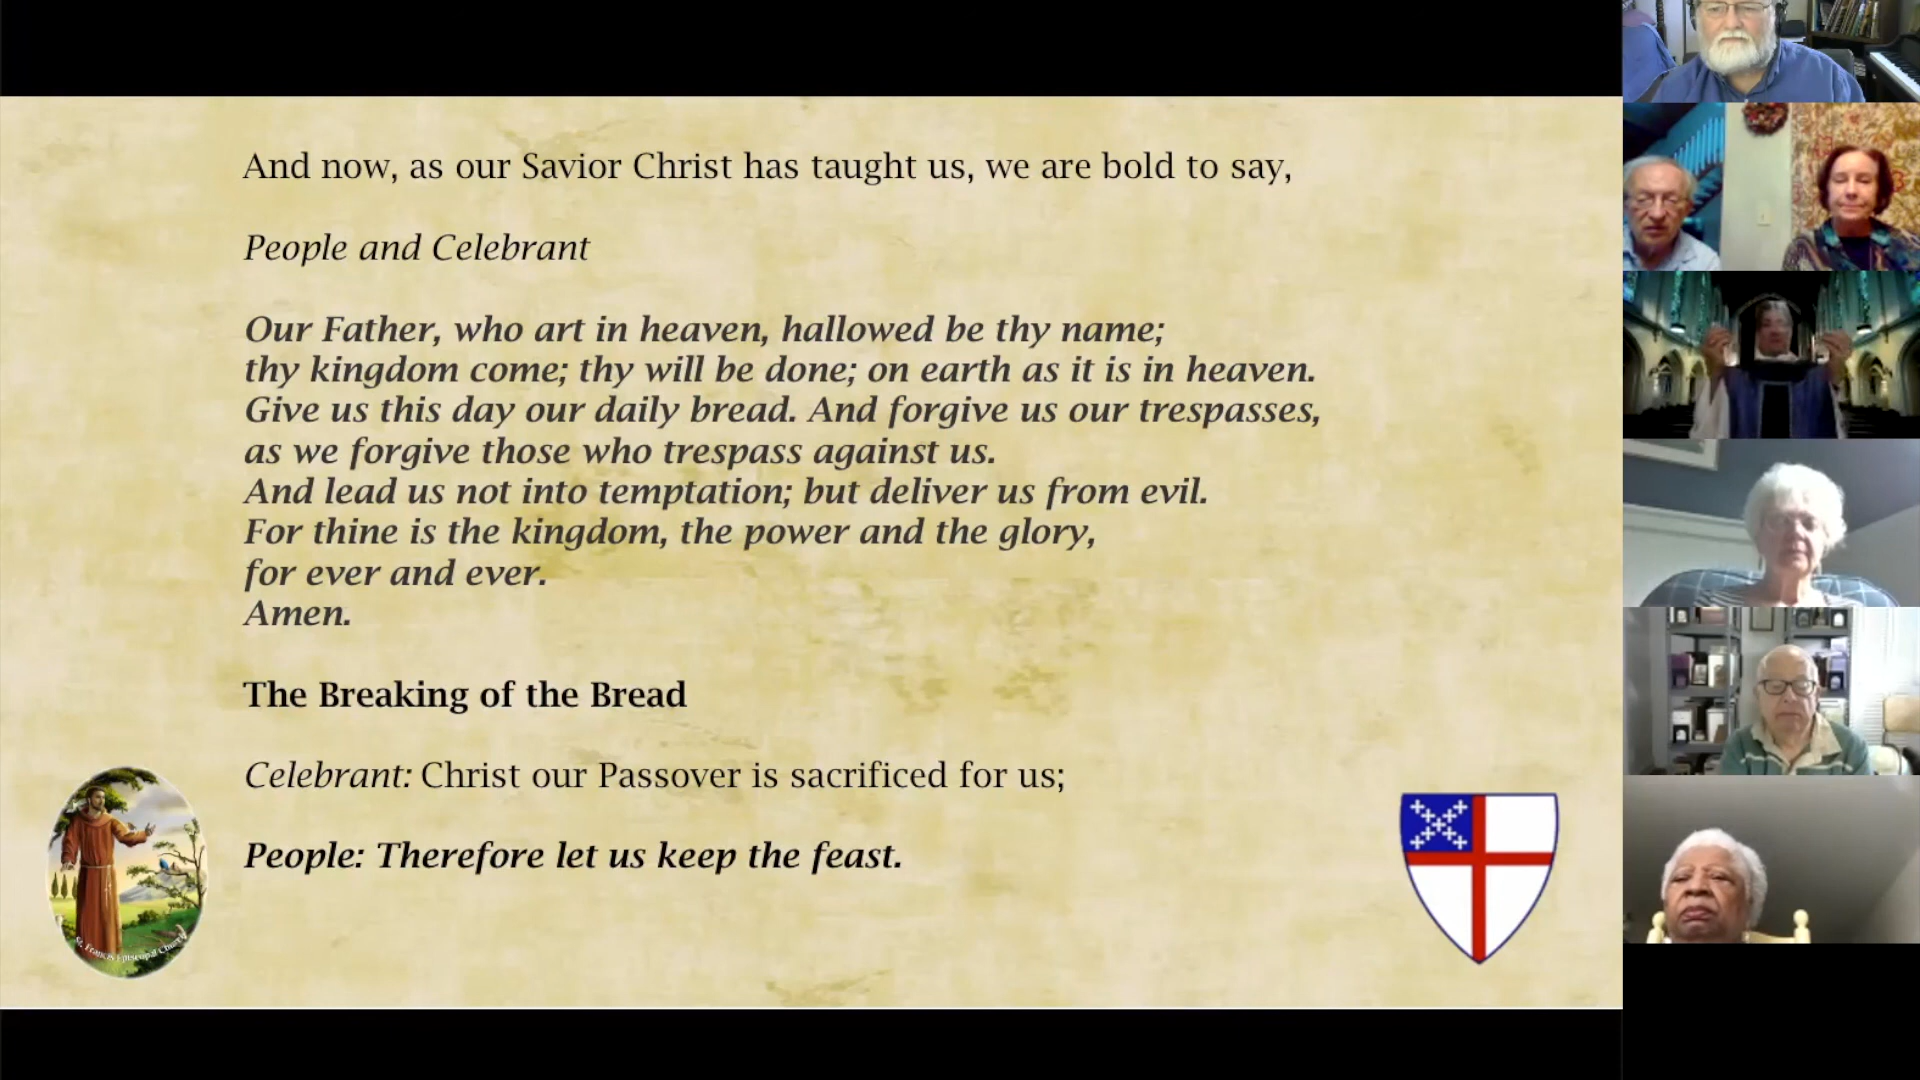 And now, as our Savior Christ has taught us, we are bold to say,
People and Celebrant
Our Father, who art in heaven, hallowed be thy name;
thy kingdom come; thy will be done; on earth as it is in heaven.
Give us this day our daily bread. And forgive us our trespasses,
as we forgive those who trespass against us.
And lead us not into temptation; but deliver us from evil.
For thine is the kingdom, the power and the glory,
for ever and ever.
Amen.
The Breaking of the Bread
Celebrant: Christ our Passover is sacrificed for us;
People: Therefore let us keep the feast.
St. Francis Episcopal Church